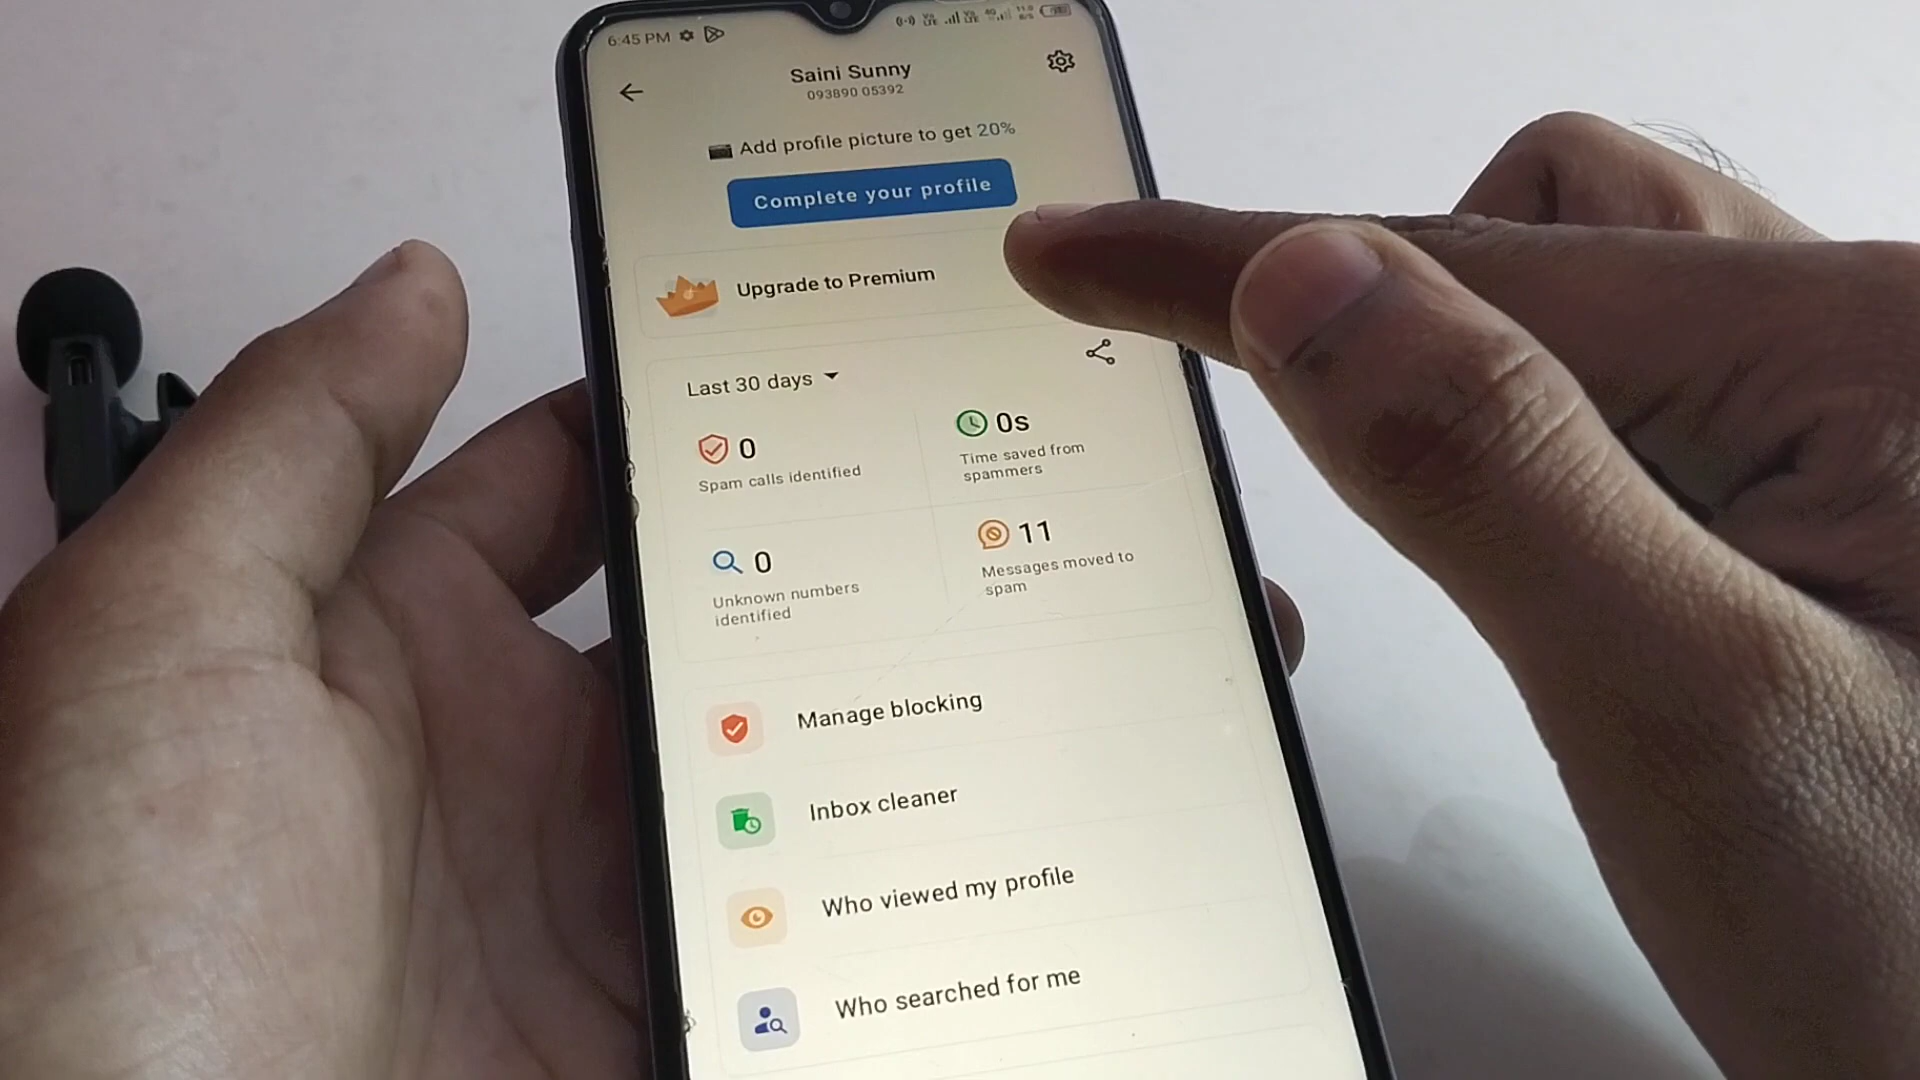 6:45 PM
Saini Sunny
093890 05392
Add profile picture to get 20%
Complete your profile
Upgrade to Premium
Last 30 days
0
Spam calls identified
0s
Time saved from
spammers
0
Unknown numbers
identified
11
Messages moved to
spam
Manage blocking
Inbox cleaner
Who viewed my profile
Who searched for me